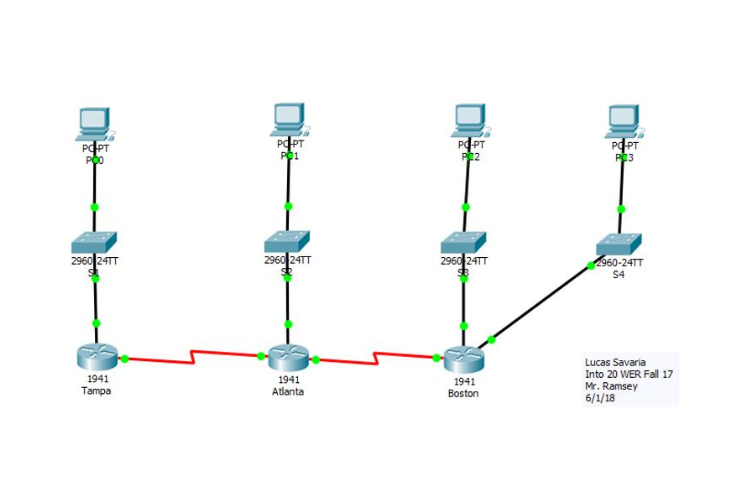 PC-PT
PC0
PC-PT
PC1
PC-PT
PC2
PC-PT
PC3
2960-24TT
S1
2960-24TT
S2
2960-24TT
S3
2960-24TT
S4
1941
Tampa
1941
Atlanta
1941
Boston
Lucas Savaria
Into 20 WER Fall 17
Mr. Ramsey
6/1/18